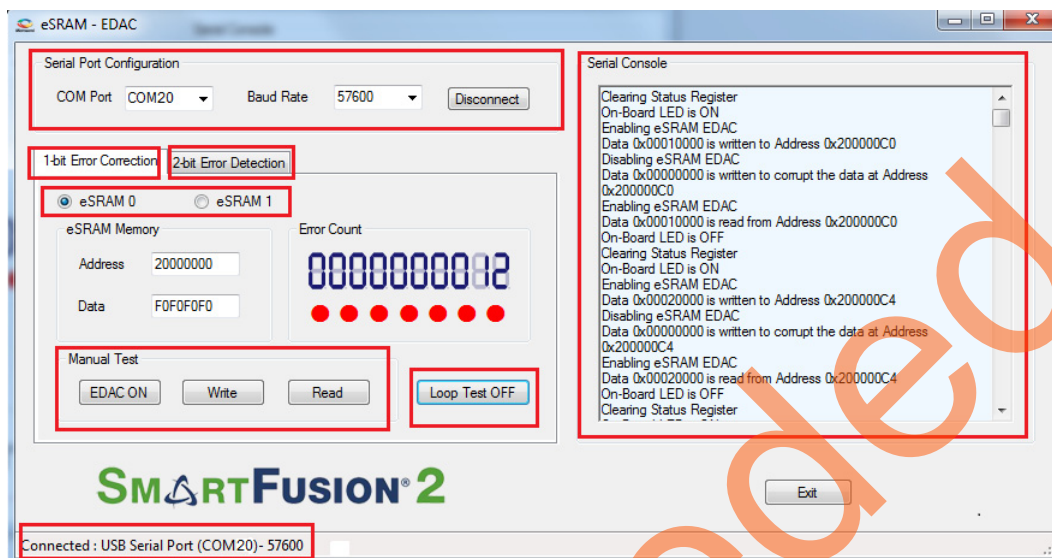 eSRAM - EDAC
Serial Port Configuration
COM Port COM20 Baud Rate 57600 Disconnect
1-bit Error Correction 2-bit Error Detection
eSRAM 0 eSRAM 1
eSRAM Memory
Address 20000000
Data F0F0F0F0
Error Count
0000000012
Manual Test
EDAC ON Write Read
Loop Test OFF
Serial Console
Clearing Status Register
On-Board LED is ON
Enabling eSRAM EDAC
Data 0x00010000 is written to Address 0x200000C0
Disabling eSRAM EDAC
Data 0x00000000 is written to corrupt the data at Address
0x200000C0
Enabling eSRAM EDAC
Data 0x00010000 is read from Address 0x200000C0
On-Board LED is OFF
Clearing Status Register
On-Board LED is ON
Enabling eSRAM EDAC
Data 0x00020000 is written to Address 0x200000C4
Disabling eSRAM EDAC
Data 0x00000000 is written to corrupt the data at Address
0x200000C4
Enabling eSRAM EDAC
Data 0x00020000 is read from Address 0x200000C4
On-Board LED is OFF
Clearing Status Register
SMARTFUSION® 2
Exit
Connected : USB Serial Port (COM20)- 57600
ded